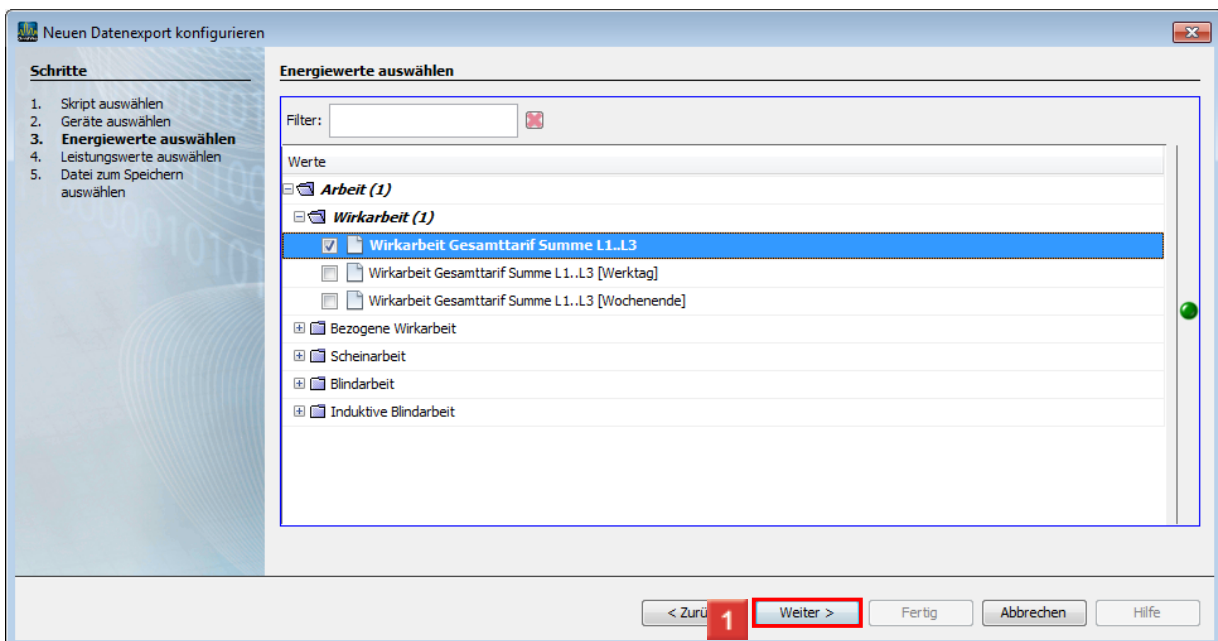 Neuen Datenexport konfigurieren
Schritte
1. Skript auswählen
2. Geräte auswählen
3. Energiewerte auswählen
4. Leistungswerte auswählen
5. Datei zum Speichern
auswählen
Energiewerte auswählen
Filter:
Werte
Arbeit (1)
Wirkarbeit (1)
Wirkarbeit Gesamttarif Summe L1..L3
Wirkarbeit Gesamttarif Summe L1..L3 [Werktag]
Wirkarbeit Gesamttarif Summe L1..L3 [Wochenende]
Bezogene Wirkarbeit
Scheinarbeit
Blindarbeit
Induktive Blindarbeit
< Zurü 1 Weiter > Fertig Abbrechen Hilfe